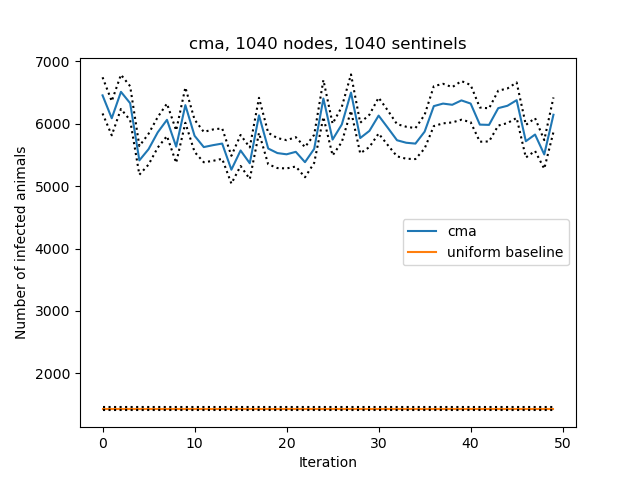 cma, 1040 nodes, 1040 sentinels
7000
6000
5000
4000
3000
2000
Number of infected animals
cma
uniform baseline
0 10 20 30 40 50
Iteration